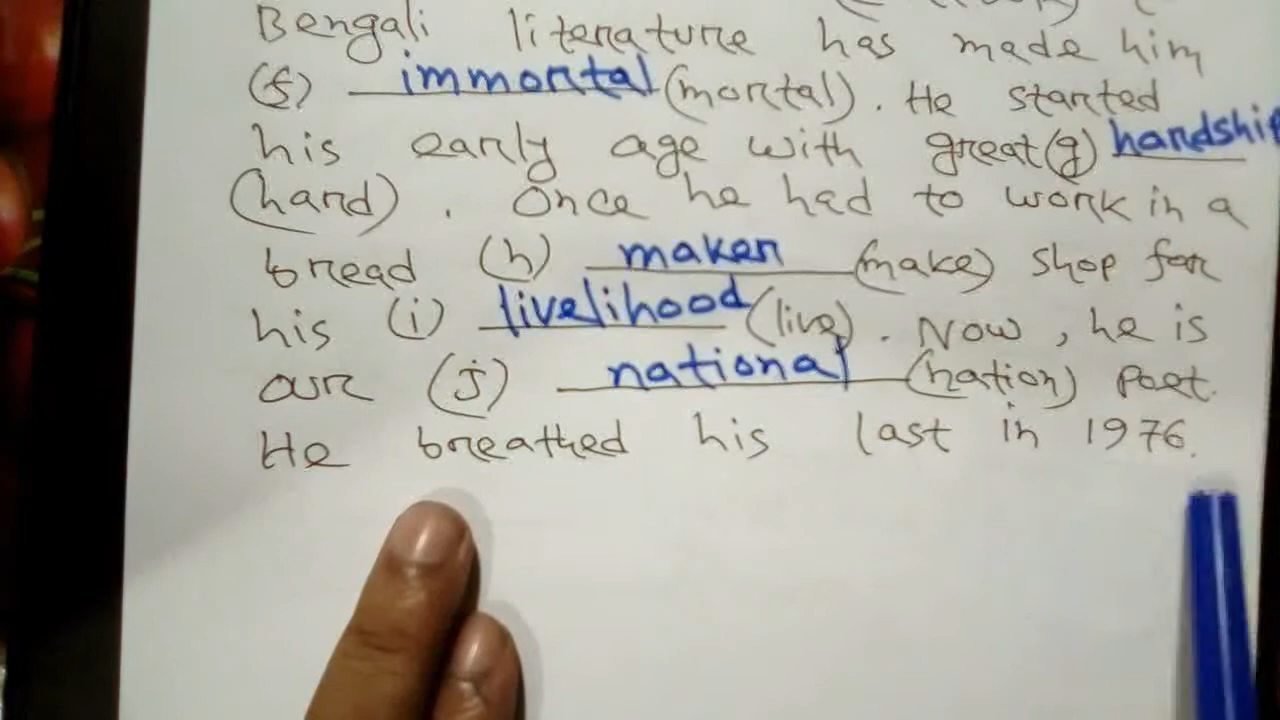 Bengali literature has made him
(f) immortal (mortal). He started
his early age with great (g) hardship
(hard). Once he had to work in a
bread (h) maker (make) shop for
his (i) livelihood (live). Now, he is
our (j) national (nation) poet.
He breathed his last in 1976.